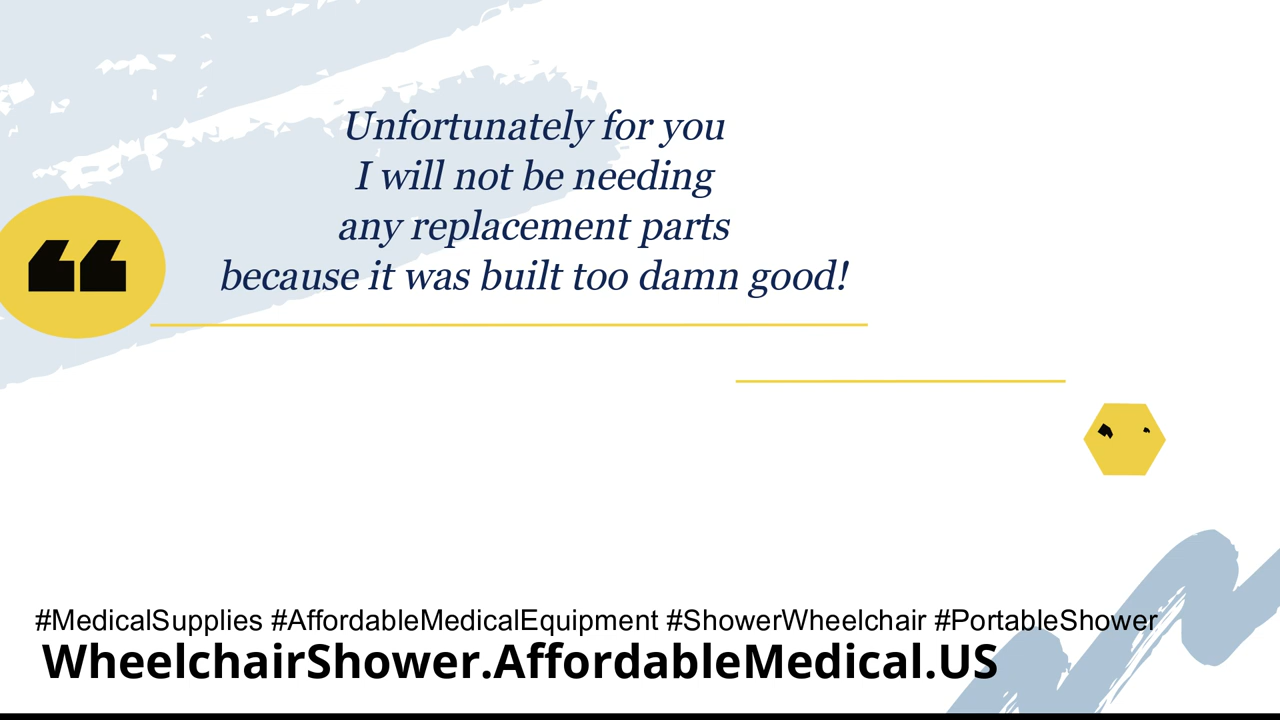 Unfortunately for you
I will not be needing
any replacement parts
because it was built too damn good!
#MedicalSupplies #AffordableMedicalEquipment #ShowerWheelchair #PortableShower
WheelchairShower.AffordableMedical.US